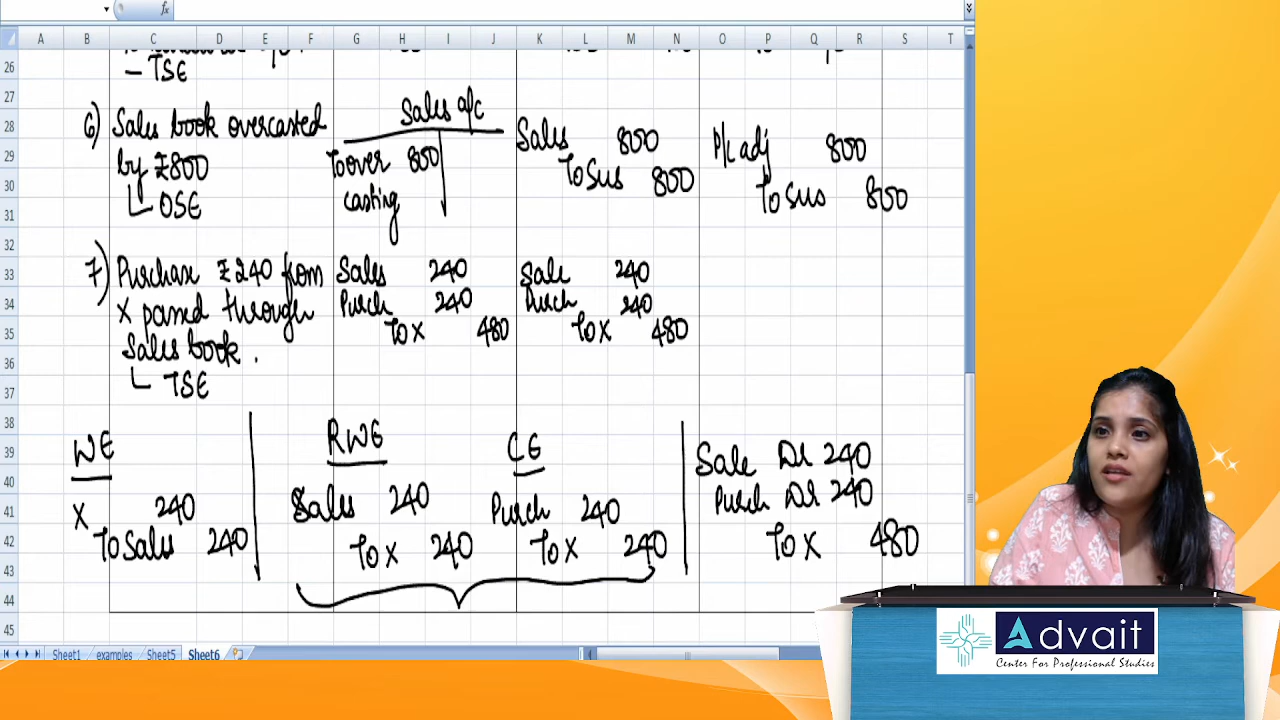 fx
A B C D E F G H I J K L M N O P Q R S T
26
– TSE
27
28
29
30
31
32
33
34
35
36
37
38
39
40
41
42
43
44
45
6) Sales book overcasted
by ₹800
OSE
Sales a/c
To over 800
casting
Sales 800
To Sus 800
P/L adj 800
To Sus 800
7) Purchase ₹240 from
X passed through
Sales book.
TSE
Sales 240
Purch 240
To X 480
Sale 240
Purch 240
To X 480
WE
X 240
To Sales 240
RWE
Sales 240
To X 240
CE
Purch 240
To X 240
Sale Dr 240
Purch Dr 240
To X 480
Sheet1 examples Sheet5 Sheet6
Advait
Center For Professional Studies